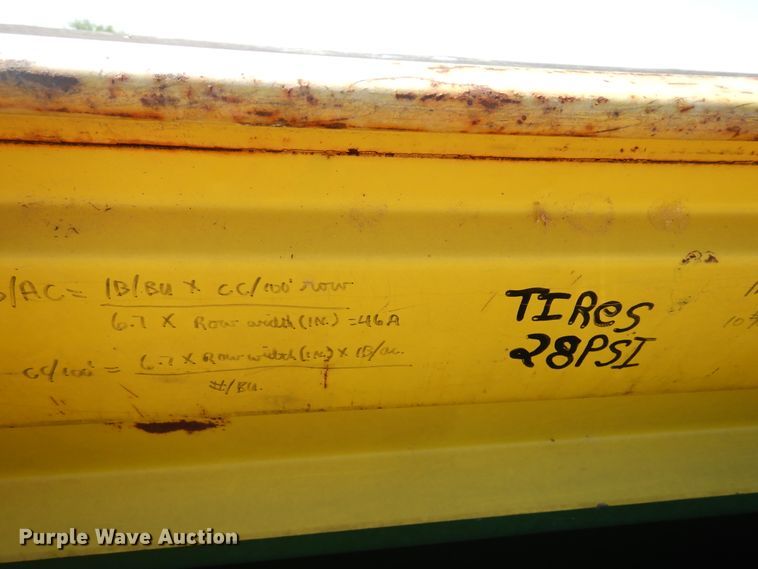 /AC = lB/BU X CC/100' row
6.7 X Row width (IN.) =
TIRes
28PSI
cc/100' = 6.7 X Row width (IN.) X lB/ac.
#/BU.
Purple Wave Auction